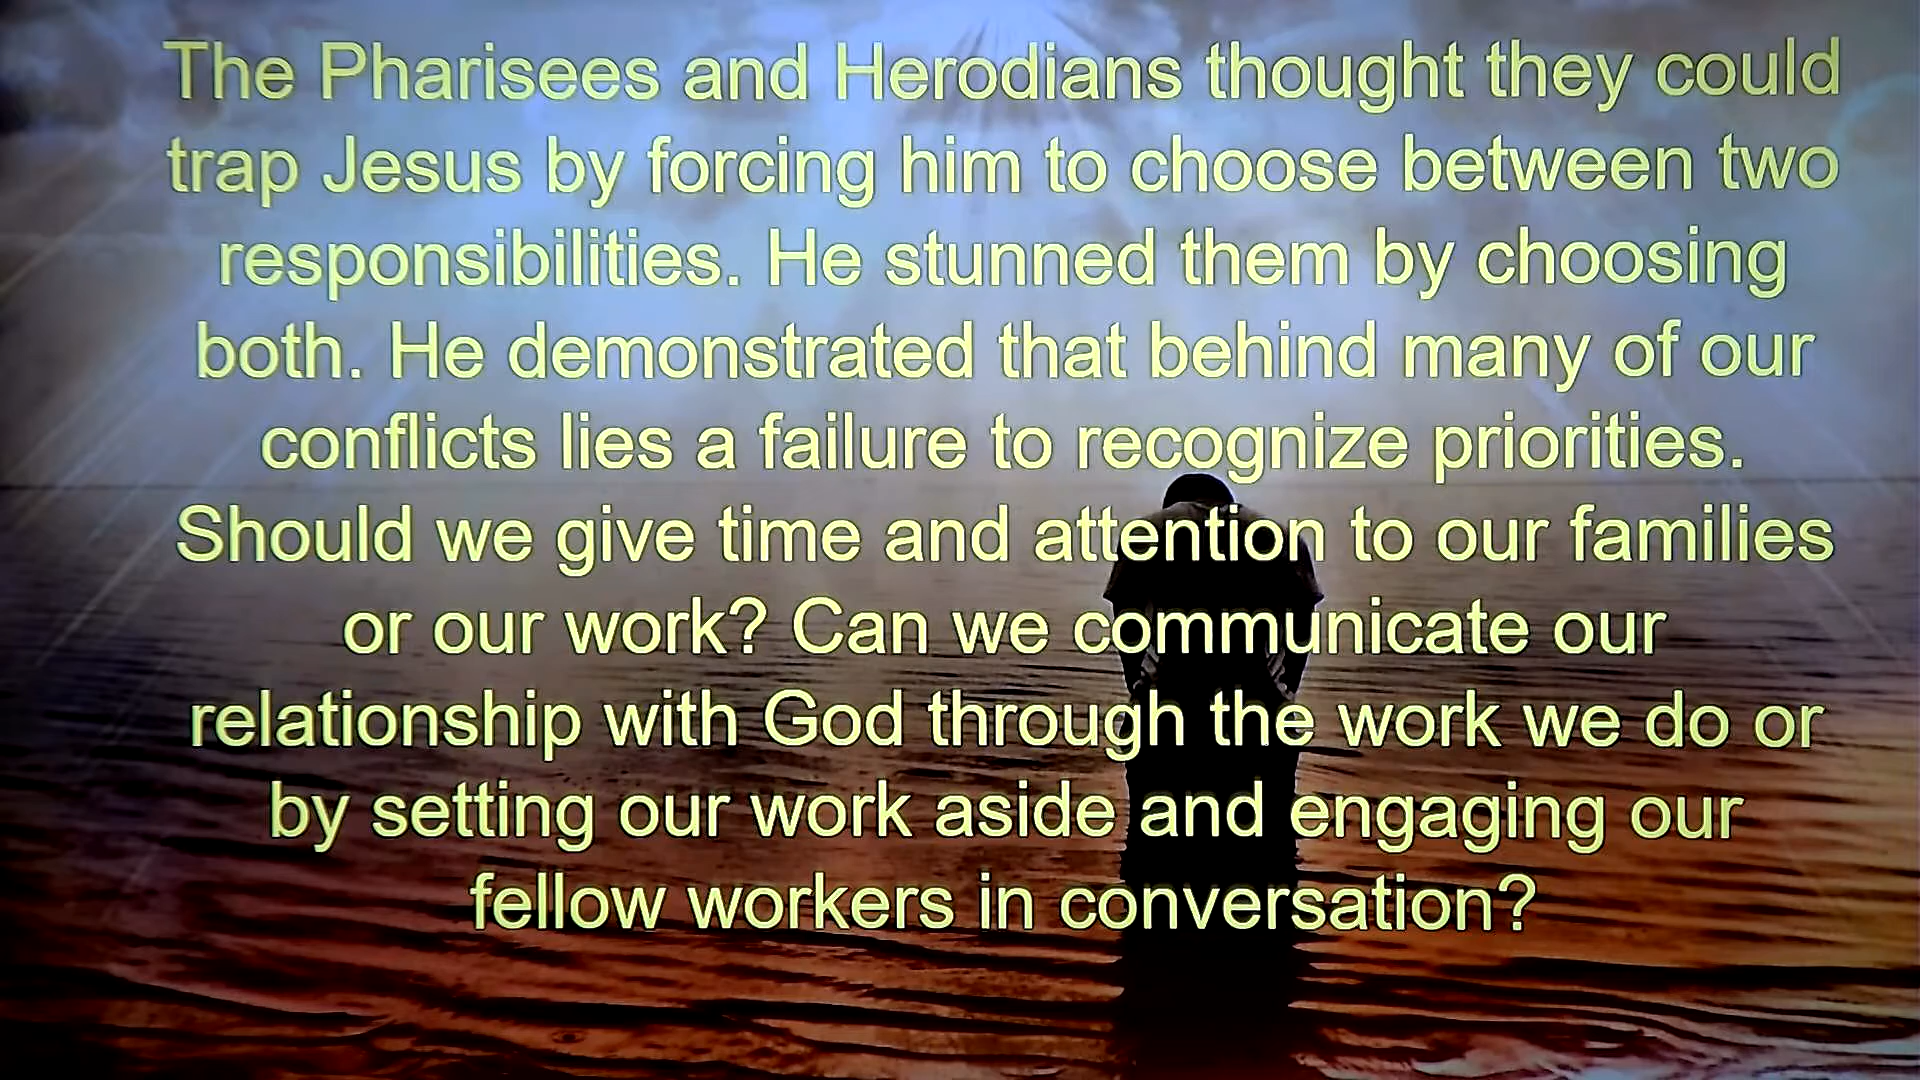 The Pharisees and Herodians thought they could
trap Jesus by forcing him to choose between two
responsibilities. He stunned them by choosing
both. He demonstrated that behind many of our
conflicts lies a failure to recognize priorities.
Should we give time and attention to our families
or our work? Can we communicate our
relationship with God through the work we do or
by setting our work aside and engaging our
fellow workers in conversation?